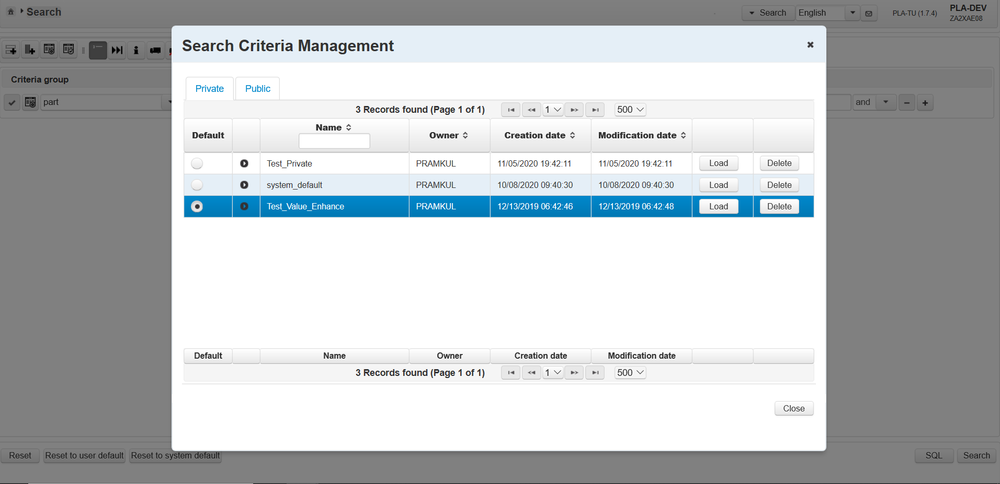 Search
Search English PLA-TU (1.7.4) PLA-DEV
ZA2XAE08
Search Criteria Management
Criteria group
part and
Private Public
3 Records found (Page 1 of 1) 1 500
Default Name Owner Creation date Modification date
Test_Private PRAMKUL 11/05/2020 19:42:11 11/05/2020 19:42:11 Load Delete
system_default PRAMKUL 10/08/2020 09:40:30 10/08/2020 09:40:30 Load Delete
Test_Value_Enhance PRAMKUL 12/13/2019 06:42:46 12/13/2019 06:42:48 Load Delete
Default Name Owner Creation date Modification date
3 Records found (Page 1 of 1) 1 500
Close
Reset Reset to user default Reset to system default SQL Search